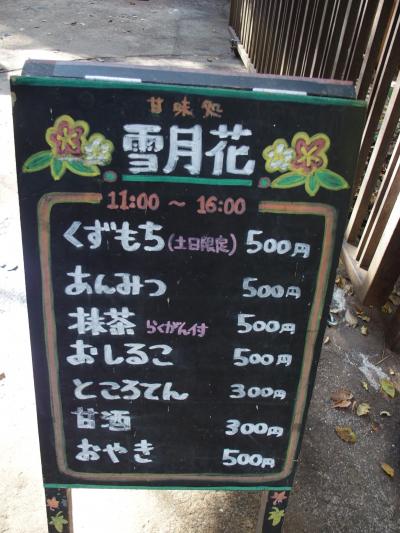 甘味処
雪月花
11:00 ～ 16:00
くずもち(土日限定) 500円
あんみつ 500円
抹茶 らくがん付 500円
おしるこ 500円
ところてん 300円
甘酒 300円
おやき 500円